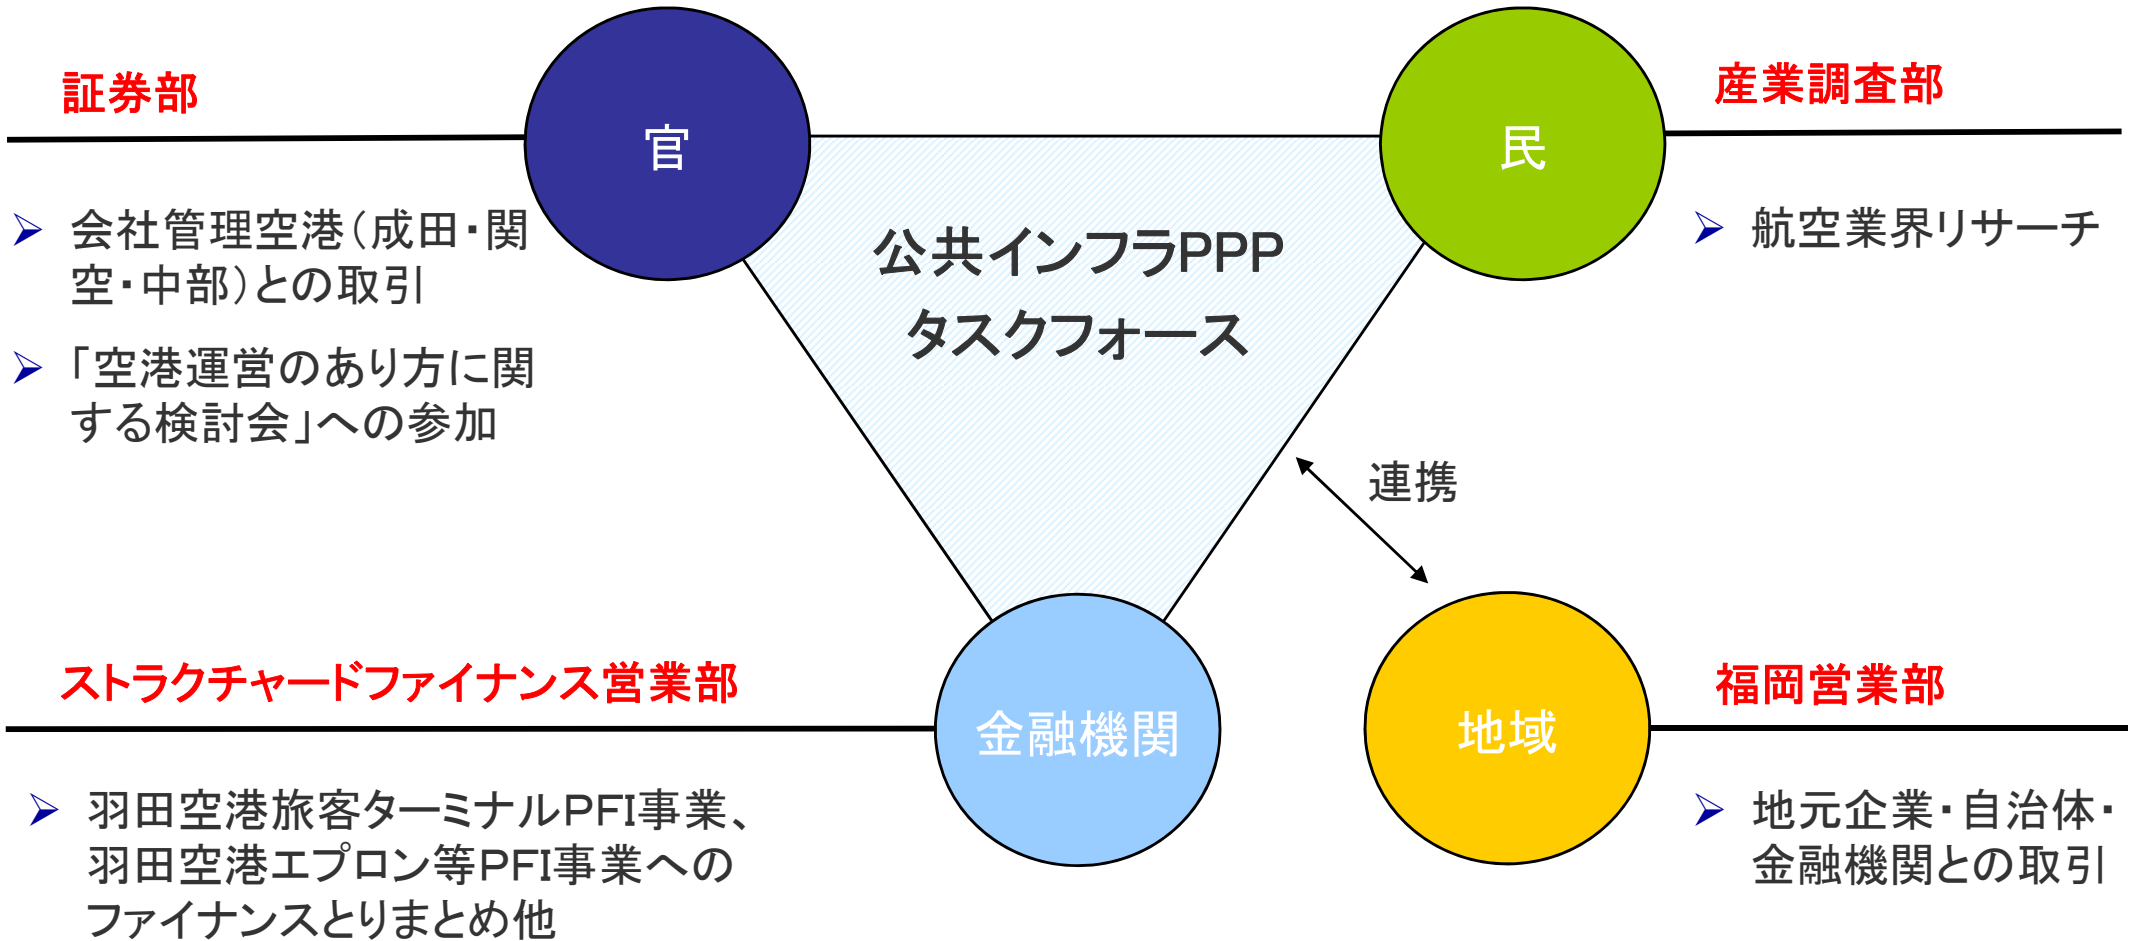 証券部
官
会社管理空港（成田・関
空・中部）との取引
「空港運営のあり方に関
する検討会」への参加
公共インフラPPP
タスクフォース
民
産業調査部
航空業界リサーチ
連携
ストラクチャードファイナンス営業部
金融機関
羽田空港旅客ターミナルPFI事業、
羽田空港エプロン等PFI事業への
ファイナンスとりまとめ他
地域
福岡営業部
地元企業・自治体・
金融機関との取引